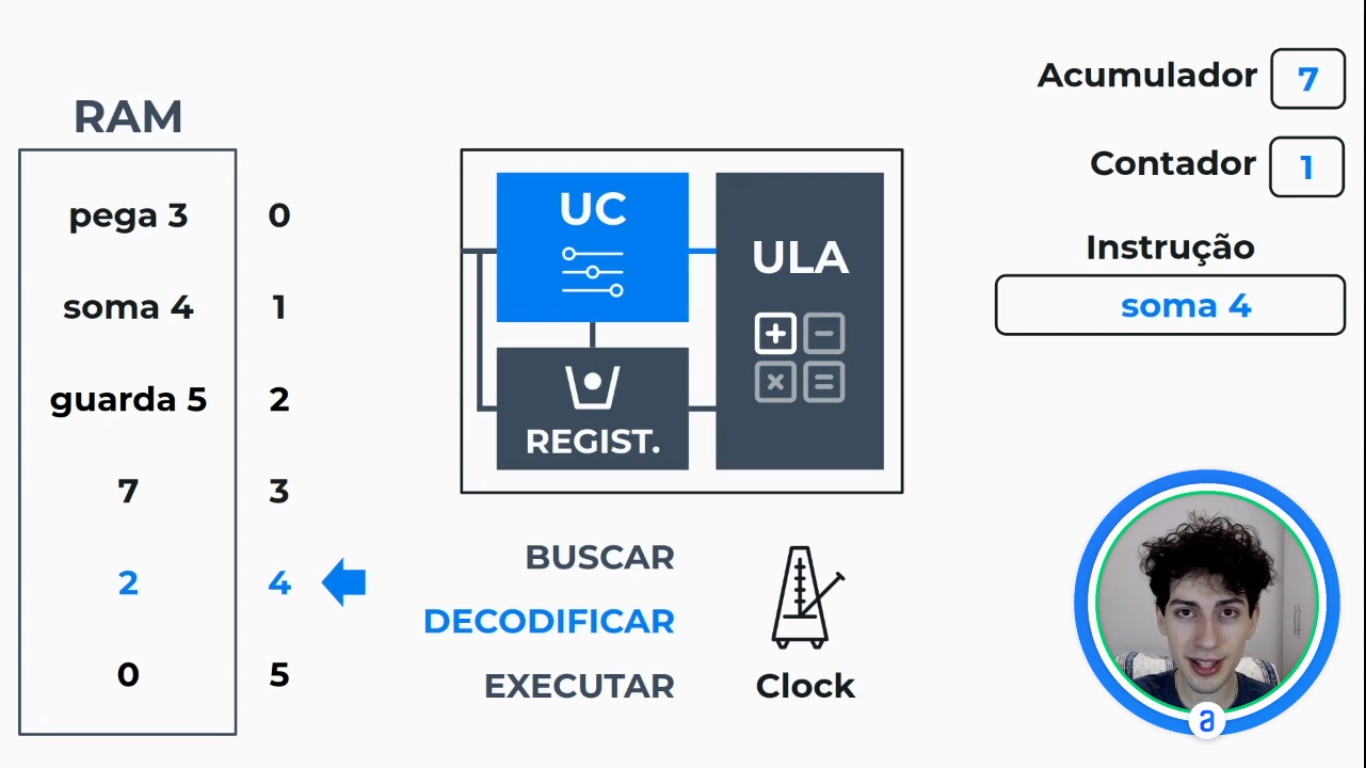 RAM
pega 3 0
soma 4 1
guarda 5 2
7 3
2 4
0 5
UC
REGIST.
ULA
BUSCAR
DECODIFICAR
EXECUTAR
Clock
Acumulador 7
Contador 1
Instrução
soma 4
a